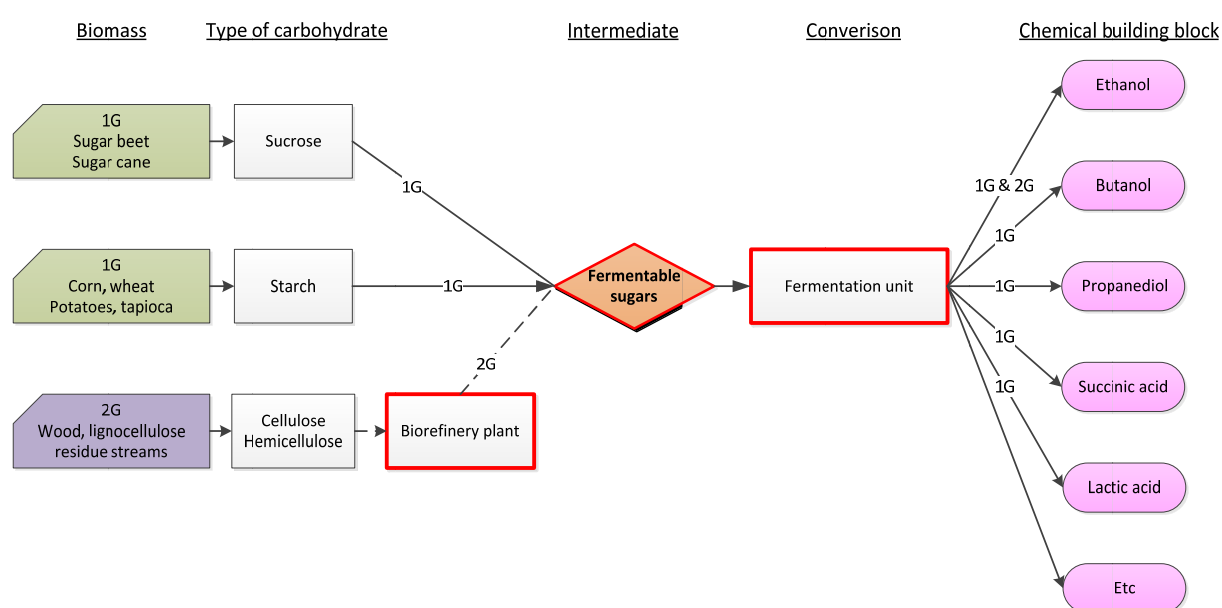 Biomass
Type of carbohydrate
Intermediate
Converison
Chemical building block
1G
Sugar beet
Sugar cane
Sucrose
1G
1G
Corn, wheat
Potatoes, tapioca
Starch
1G
2G
Wood, lignocellulose
residue streams
Cellulose
Hemicellulose
Biorefinery plant
2G
Fermentable
sugars
Fermentation unit
1G & 2G
Ethanol
1G
Butanol
1G
Propanediol
1G
Succinic acid
1G
Lactic acid
Etc